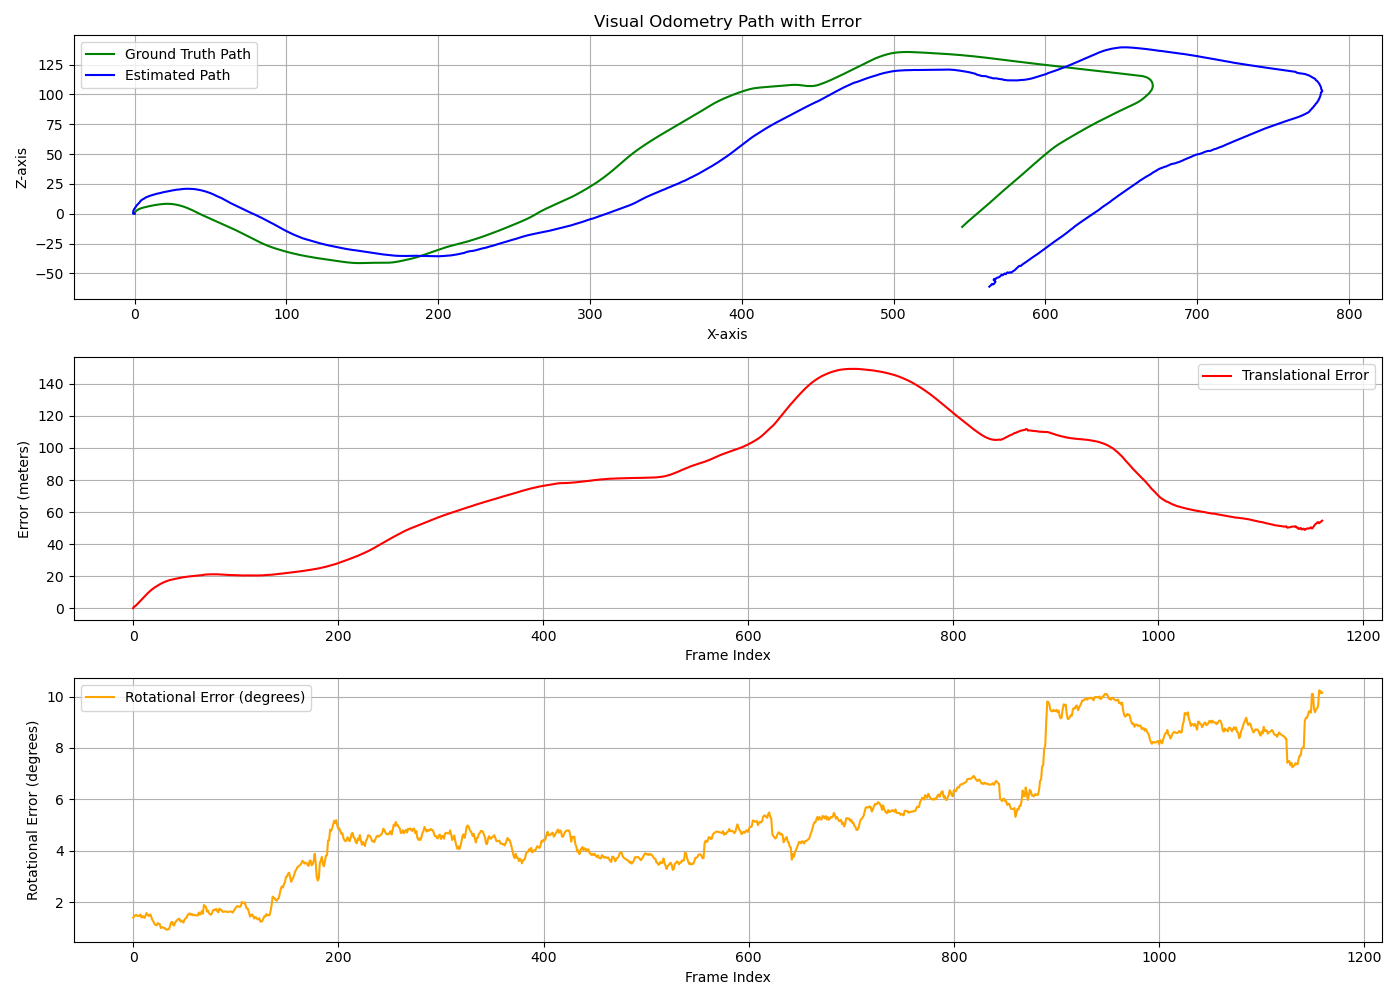 Visual Odometry Path with Error
Ground Truth Path
Estimated Path
Z-axis
125
100
75
50
25
0
−25
−50
0 100 200 300 400 500 600 700 800
X-axis
Translational Error
Error (meters)
140
120
100
80
60
40
20
0
0 200 400 600 800 1000 1200
Frame Index
Rotational Error (degrees)
Rotational Error (degrees)
10
8
6
4
2
0 200 400 600 800 1000 1200
Frame Index